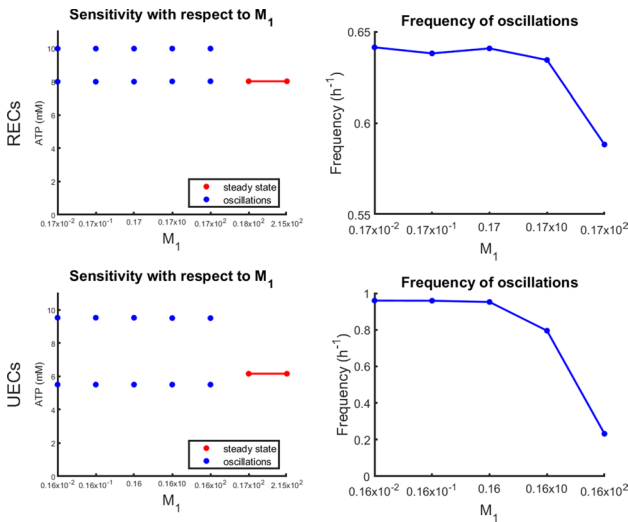 Sensitivity with respect to M₁
RECs
ATP (mM)
10
8
6
4
2
0
steady state
oscillations
0.17x10⁻² 0.17x10⁻¹ 0.17 0.17x10 0.17x10² 0.18x10² 2.15x10²
M₁
Frequency of oscillations
Frequency (h⁻¹)
0.65
0.6
0.55
0.17x10⁻² 0.17x10⁻¹ 0.17 0.17x10 0.17x10²
M₁
Sensitivity with respect to M₁
UECs
ATP (mM)
10
8
6
4
2
0
steady state
oscillations
0.16x10⁻² 0.16x10⁻¹ 0.16 0.16x10 0.16x10² 0.17x10² 2.15x10²
M₁
Frequency of oscillations
Frequency (h⁻¹)
1
0.8
0.6
0.4
0.2
0
0.16x10⁻² 0.16x10⁻¹ 0.16 0.16x10 0.16x10²
M₁